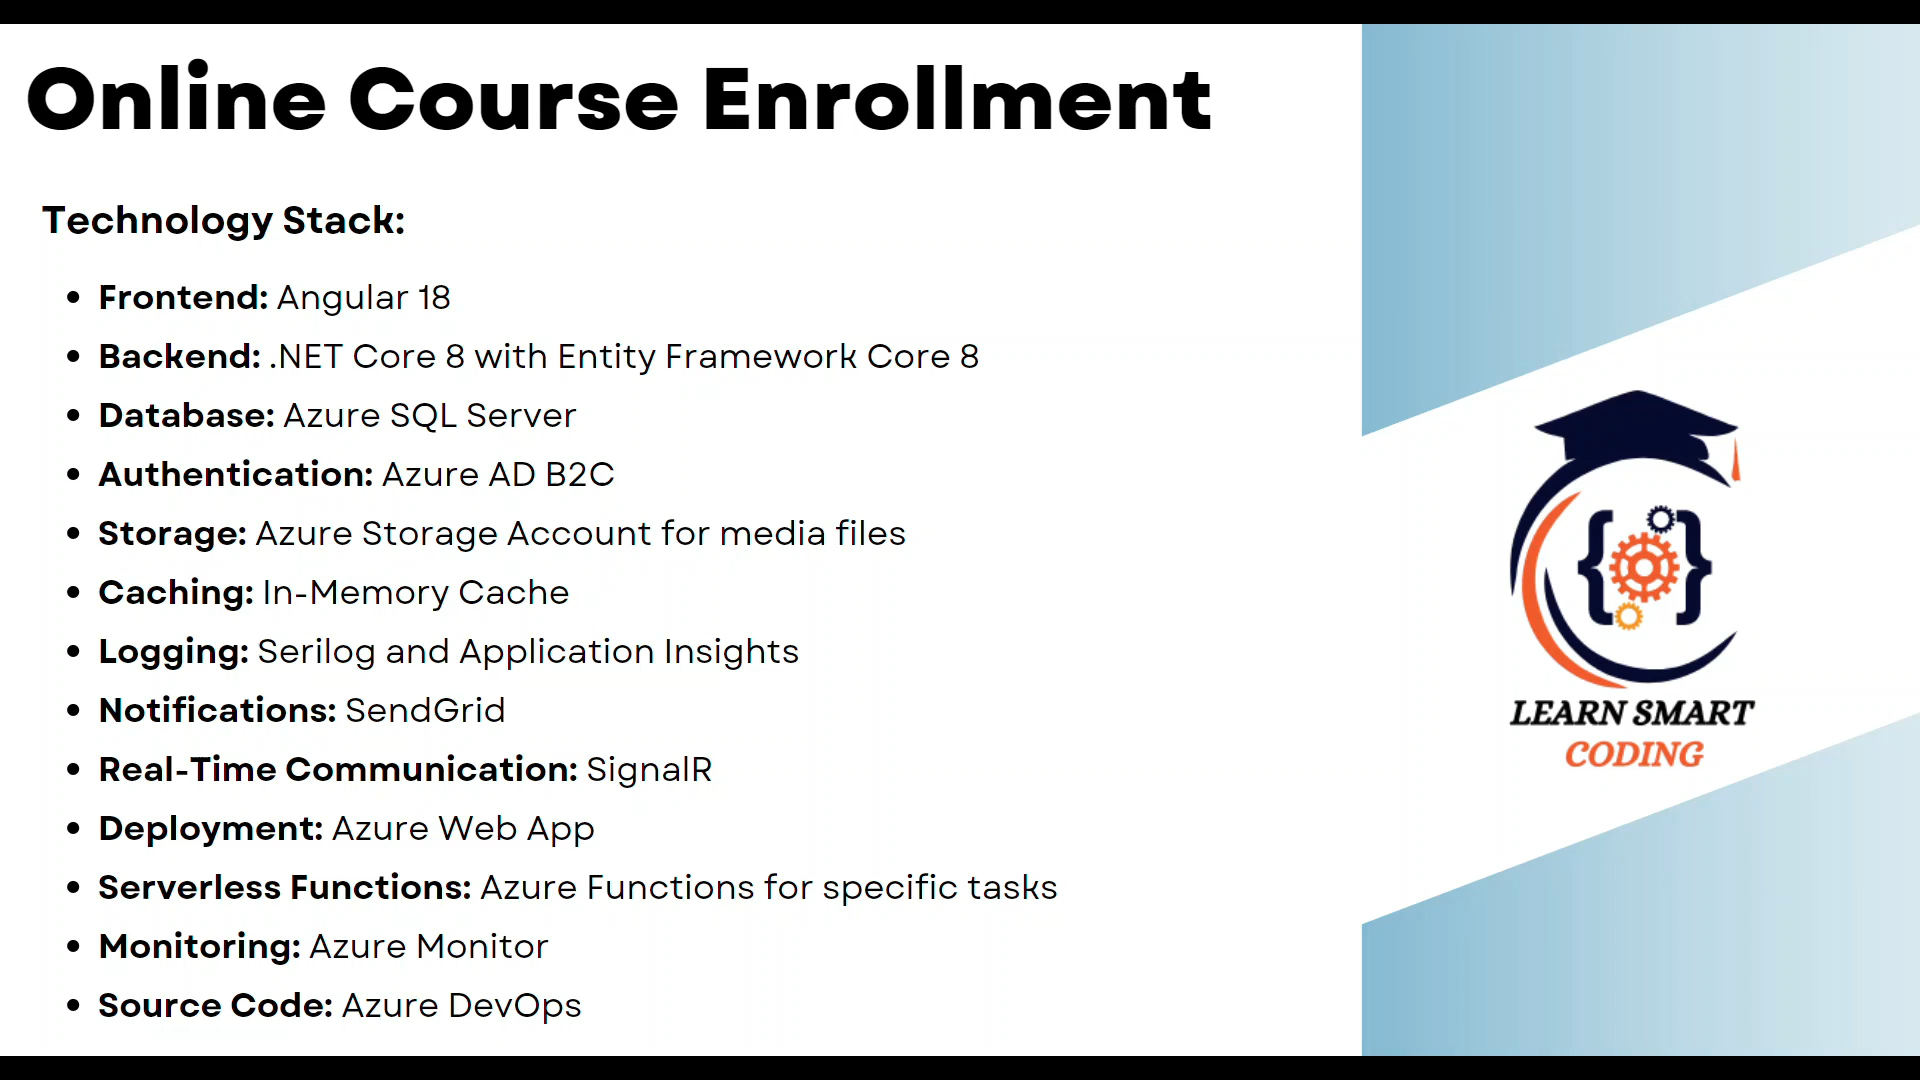 Online Course Enrollment
Technology Stack:
• Frontend: Angular 18
• Backend: .NET Core 8 with Entity Framework Core 8
• Database: Azure SQL Server
• Authentication: Azure AD B2C
• Storage: Azure Storage Account for media files
• Caching: In-Memory Cache
• Logging: Serilog and Application Insights
• Notifications: SendGrid
• Real-Time Communication: SignalR
• Deployment: Azure Web App
• Serverless Functions: Azure Functions for specific tasks
• Monitoring: Azure Monitor
• Source Code: Azure DevOps
{ }
LEARN SMART
CODING